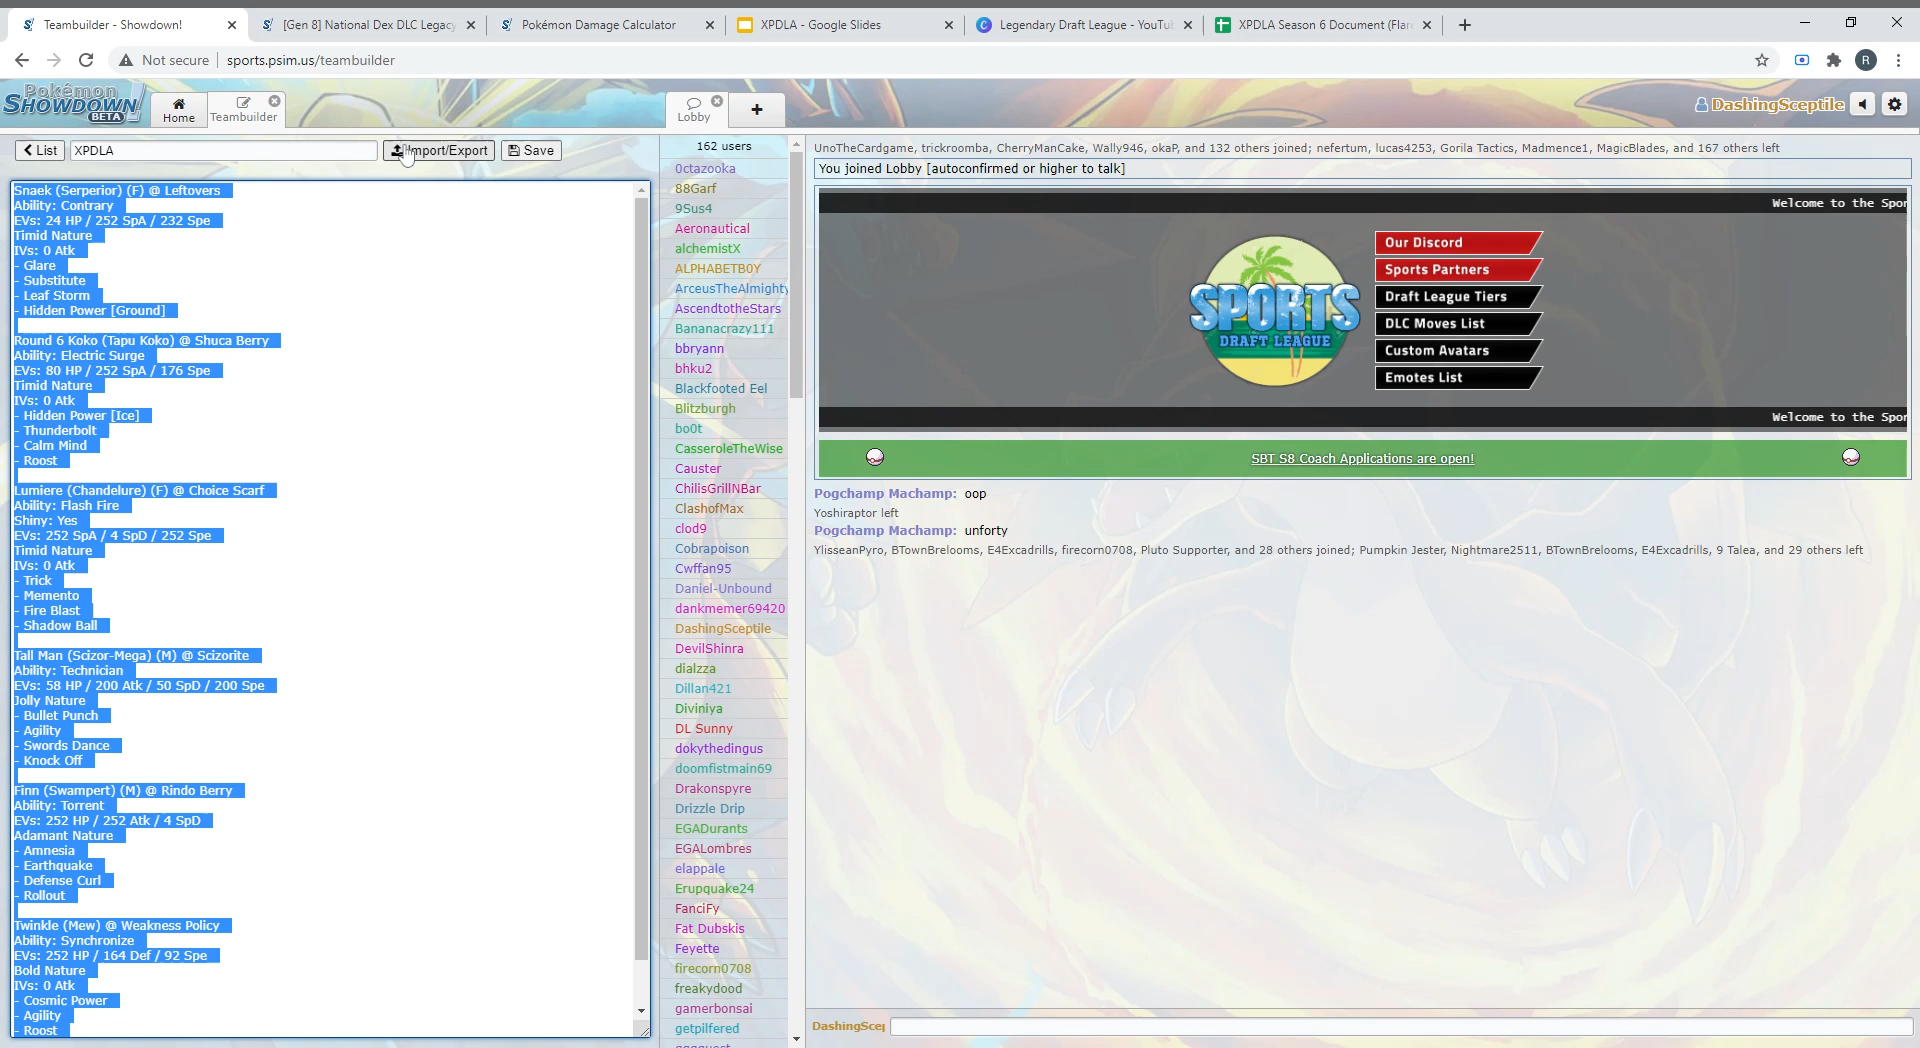 Teambuilder - Showdown!
[Gen 8] National Dex DLC Legacy
Pokémon Damage Calculator
XPDLA - Google Slides
Legendary Draft League - YouTu
XPDLA Season 6 Document (Flare
Not secure
sports.psim.us/teambuilder
R
Pokémon
SHOWDOWN!
BETA
Home
Teambuilder
Lobby
DashingSceptile
List
XPDLA
Import/Export
Save
Snaek (Serperior) (F) @ Leftovers
Ability: Contrary
EVs: 24 HP / 252 SpA / 232 Spe
Timid Nature
IVs: 0 Atk
- Glare
- Substitute
- Leaf Storm
- Hidden Power [Ground]
Round 6 Koko (Tapu Koko) @ Shuca Berry
Ability: Electric Surge
EVs: 80 HP / 252 SpA / 176 Spe
Timid Nature
IVs: 0 Atk
- Hidden Power [Ice]
- Thunderbolt
- Calm Mind
- Roost
Lumiere (Chandelure) (F) @ Choice Scarf
Ability: Flash Fire
Shiny: Yes
EVs: 252 SpA / 4 SpD / 252 Spe
Timid Nature
IVs: 0 Atk
- Trick
- Memento
- Fire Blast
- Shadow Ball
Tall Man (Scizor-Mega) (M) @ Scizorite
Ability: Technician
EVs: 58 HP / 200 Atk / 50 SpD / 200 Spe
Jolly Nature
- Bullet Punch
- Agility
- Swords Dance
- Knock Off
Finn (Swampert) (M) @ Rindo Berry
Ability: Torrent
EVs: 252 HP / 252 Atk / 4 SpD
Adamant Nature
- Amnesia
- Earthquake
- Defense Curl
- Rollout
Twinkle (Mew) @ Weakness Policy
Ability: Synchronize
EVs: 252 HP / 164 Def / 92 Spe
Bold Nature
IVs: 0 Atk
- Cosmic Power
- Agility
- Roost
162 users
0ctazooka
88Garf
9Sus4
Aeronautical
alchemistX
ALPHABETB0Y
ArceusTheAlmighty
AscendtotheStars
Bananacrazy111
bbryann
bhku2
Blackfooted Eel
Blitzburgh
bo0t
CasseroleTheWise
Causter
ChilisGrillNBar
ClashofMax
clod9
Cobrapoison
Cwffan95
Daniel-Unbound
dankmemer69420
DashingSceptile
DevilShinra
dialzza
Dillan421
Diviniya
DL Sunny
dokythedingus
doomfistmain69
Drakonspyre
Drizzle Drip
EGADurants
EGALombres
elappale
Erupquake24
FanciFy
Fat Dubskis
Feyette
firecorn0708
freakydood
gamerbonsai
getpilfered
UnoTheCardgame, trickroomba, CherryManCake, Wally946, okaP, and 132 others joined; nefertum, lucas4253, Gorila Tactics, Madmence1, MagicBlades, and 167 others left
You joined Lobby [autoconfirmed or higher to talk]
Welcome to the Spor
SPORTS
DRAFT LEAGUE
Our Discord
Sports Partners
Draft League Tiers
DLC Moves List
Custom Avatars
Emotes List
Welcome to the Spor
SBT S8 Coach Applications are open!
Pogchamp Machamp: oop
Yoshiraptor left
Pogchamp Machamp: unforty
YlisseanPyro, BTownBrelooms, E4Excadrills, firecorn0708, Pluto Supporter, and 28 others joined; Pumpkin Jester, Nightmare2511, BTownBrelooms, E4Excadrills, 9 Talea, and 29 others left
DashingScep